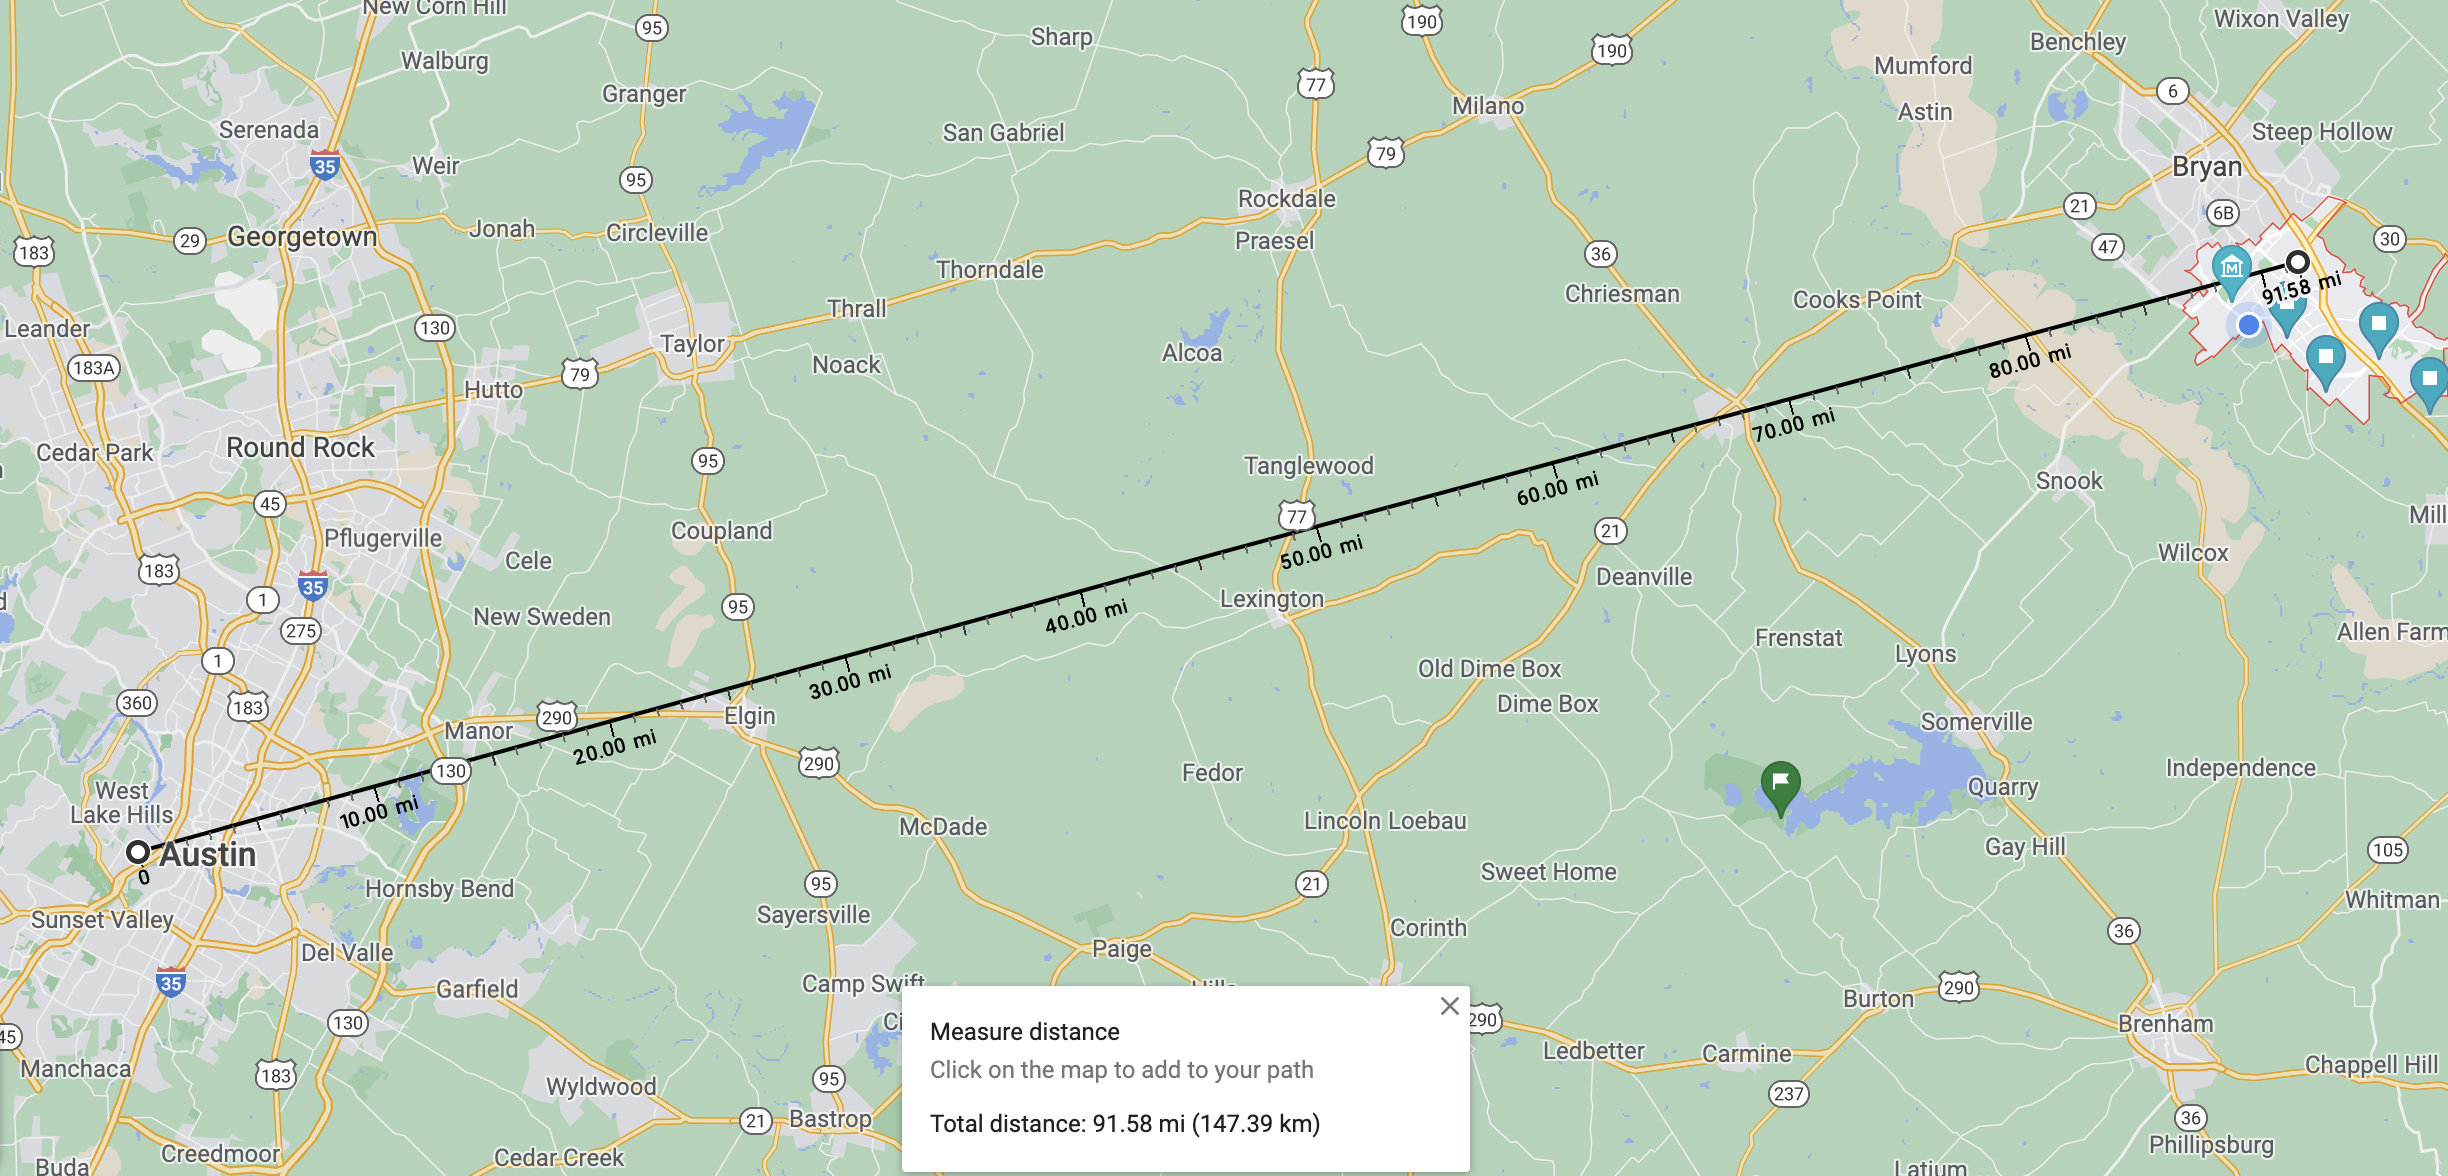 New Corn Hill
95
Sharp
190
190
Wixon Valley
Benchley
Walburg
Mumford
Granger
77
Milano
6
Astin
Serenada
San Gabriel
Steep Hollow
35
Weir
79
Bryan
95
Rockdale
21
6B
29
Georgetown
Jonah
Circleville
Praesel
47
30
183
36
Thorndale
Chriesman
Cooks Point
91.58 mi
Thrall
Leander
130
Taylor
Alcoa
80.00 mi
183A
Noack
79
Hutto
70.00 mi
Round Rock
Cedar Park
95
Tanglewood
60.00 mi
Snook
45
77
Mill
Pflugerville
Coupland
21
50.00 mi
Cele
Wilcox
183
35
Deanville
1
95
Lexington
40.00 mi
New Sweden
275
Allen Farm
Frenstat
1
Lyons
Old Dime Box
30.00 mi
360
183
Dime Box
290
Elgin
Somerville
Manor
20.00 mi
290
130
Fedor
Independence
West
Lake Hills
Quarry
10.00 mi
McDade
Lincoln Loebau
Austin
Gay Hill
105
0
Hornsby Bend
95
21
Sweet Home
Whitman
Sunset Valley
Sayersville
Corinth
36
Del Valle
Paige
35
Camp Swift
Garfield
290
Burton
130
290
Brenham
45
Measure distance
Ledbetter
Carmine
Chappell Hill
Manchaca
183
Click on the map to add to your path
Wyldwood
95
237
21
Bastrop
Total distance: 91.58 mi (147.39 km)
36
Phillipsburg
Creedmoor
Cedar Creek
Buda
Latium